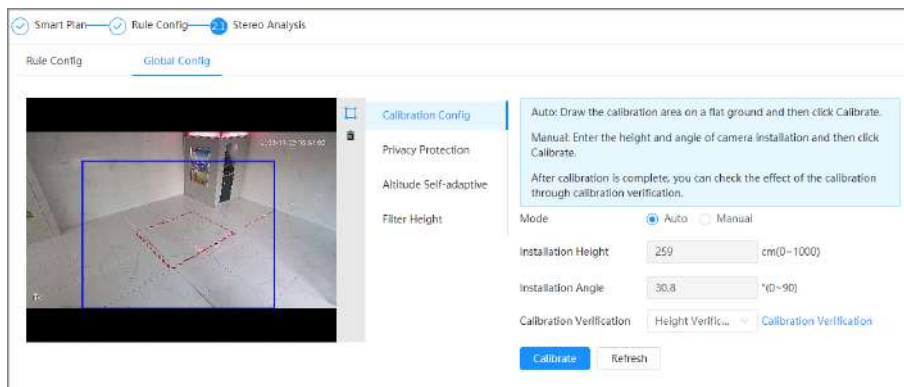 Smart Plan
Rule Config
Stereo Analysis
Rule Config
Global Config
Calibration Config
Privacy Protection
Altitude Self-adaptive
Filter Height
Auto: Draw the calibration area on a flat ground and then click Calibrate.
Manual: Enter the height and angle of camera installation and then click
Calibrate.
After calibration is complete, you can check the effect of the calibration
through calibration verification.
Mode
Auto
Manual
Installation Height
259
cm(0~1000)
Installation Angle
30.8
°(0~90)
Calibration Verification
Height Verific...
Calibration Verification
Calibrate
Refresh